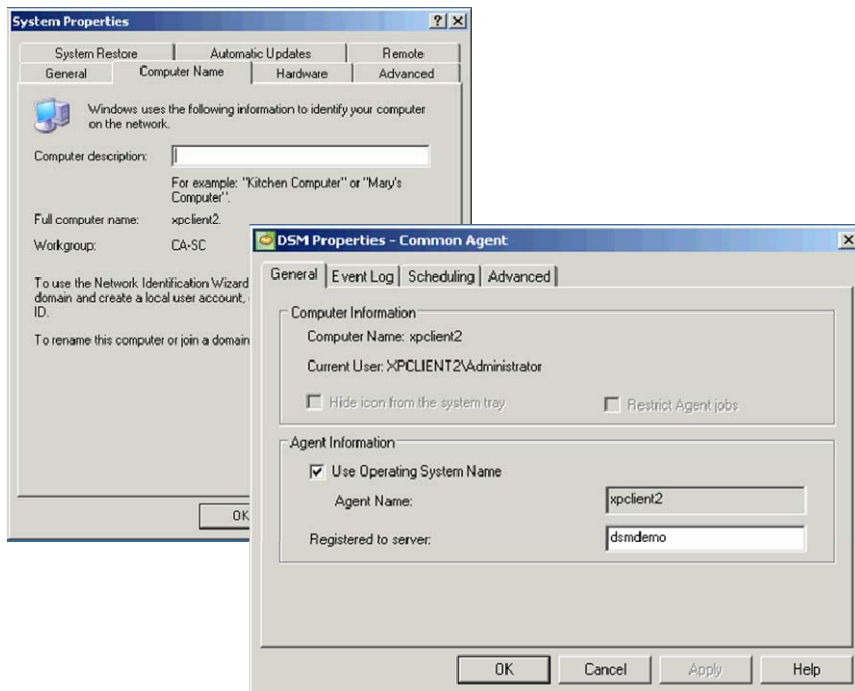 System Properties
System Restore
Automatic Updates
Remote
General
Computer Name
Hardware
Advanced
Windows uses the following information to identify your computer
on the network.
Computer description:
For example: "Kitchen Computer" or "Mary's
Computer".
Full computer name: xpclient2.
Workgroup: CA-SC
To use the Network Identification Wizard
domain and create a local user account,
ID.
To rename this computer or join a domain
OK
DSM Properties - Common Agent
General
Event Log
Scheduling
Advanced
Computer Information
Computer Name: xpclient2
Current User: XPCLIENT2\Administrator
Hide icon from the system tray
Restrict Agent jobs
Agent Information
Use Operating System Name
Agent Name: xpclient2
Registered to server: dsmdemo
OK
Cancel
Apply
Help